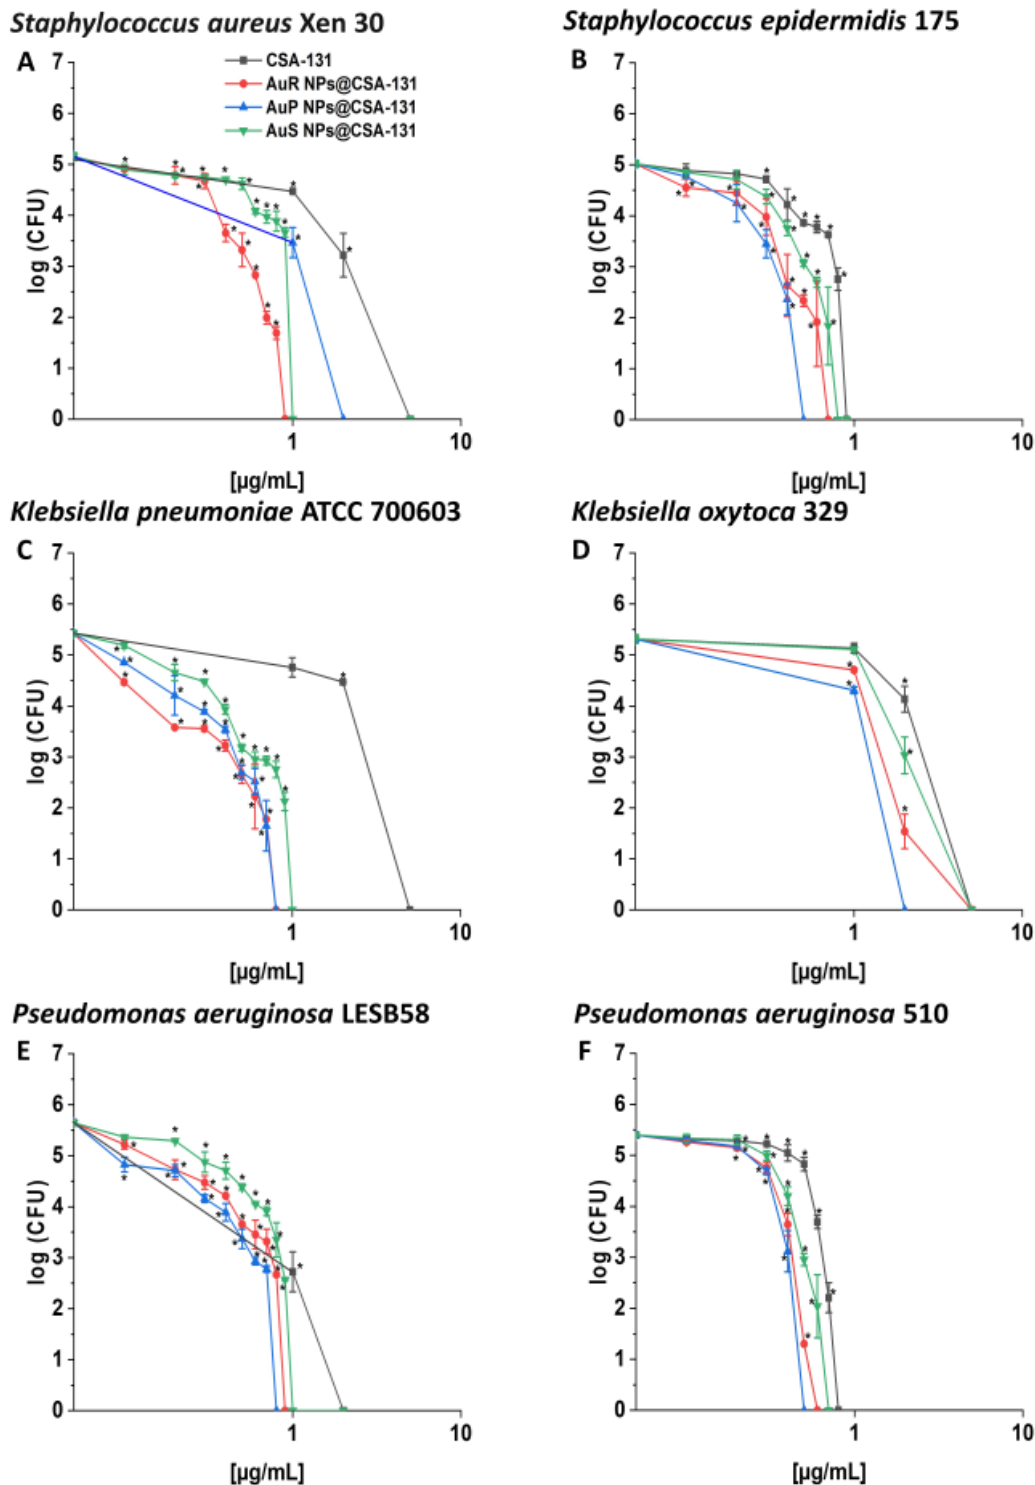 Staphylococcus aureus Xen 30
Staphylococcus epidermidis 175
A
CSA-131
AuR NPs@CSA-131
AuP NPs@CSA-131
AuS NPs@CSA-131
7
6
5
4
3
2
1
0
log (CFU)
1
10
[µg/mL]
B
7
6
5
4
3
2
1
0
log (CFU)
1
10
[µg/mL]
Klebsiella pneumoniae ATCC 700603
Klebsiella oxytoca 329
C
7
6
5
4
3
2
1
0
log (CFU)
1
10
[µg/mL]
D
7
6
5
4
3
2
1
0
log (CFU)
1
10
[µg/mL]
Pseudomonas aeruginosa LESB58
Pseudomonas aeruginosa 510
E
7
6
5
4
3
2
1
0
log (CFU)
1
10
[µg/mL]
F
7
6
5
4
3
2
1
0
log (CFU)
1
10
[µg/mL]